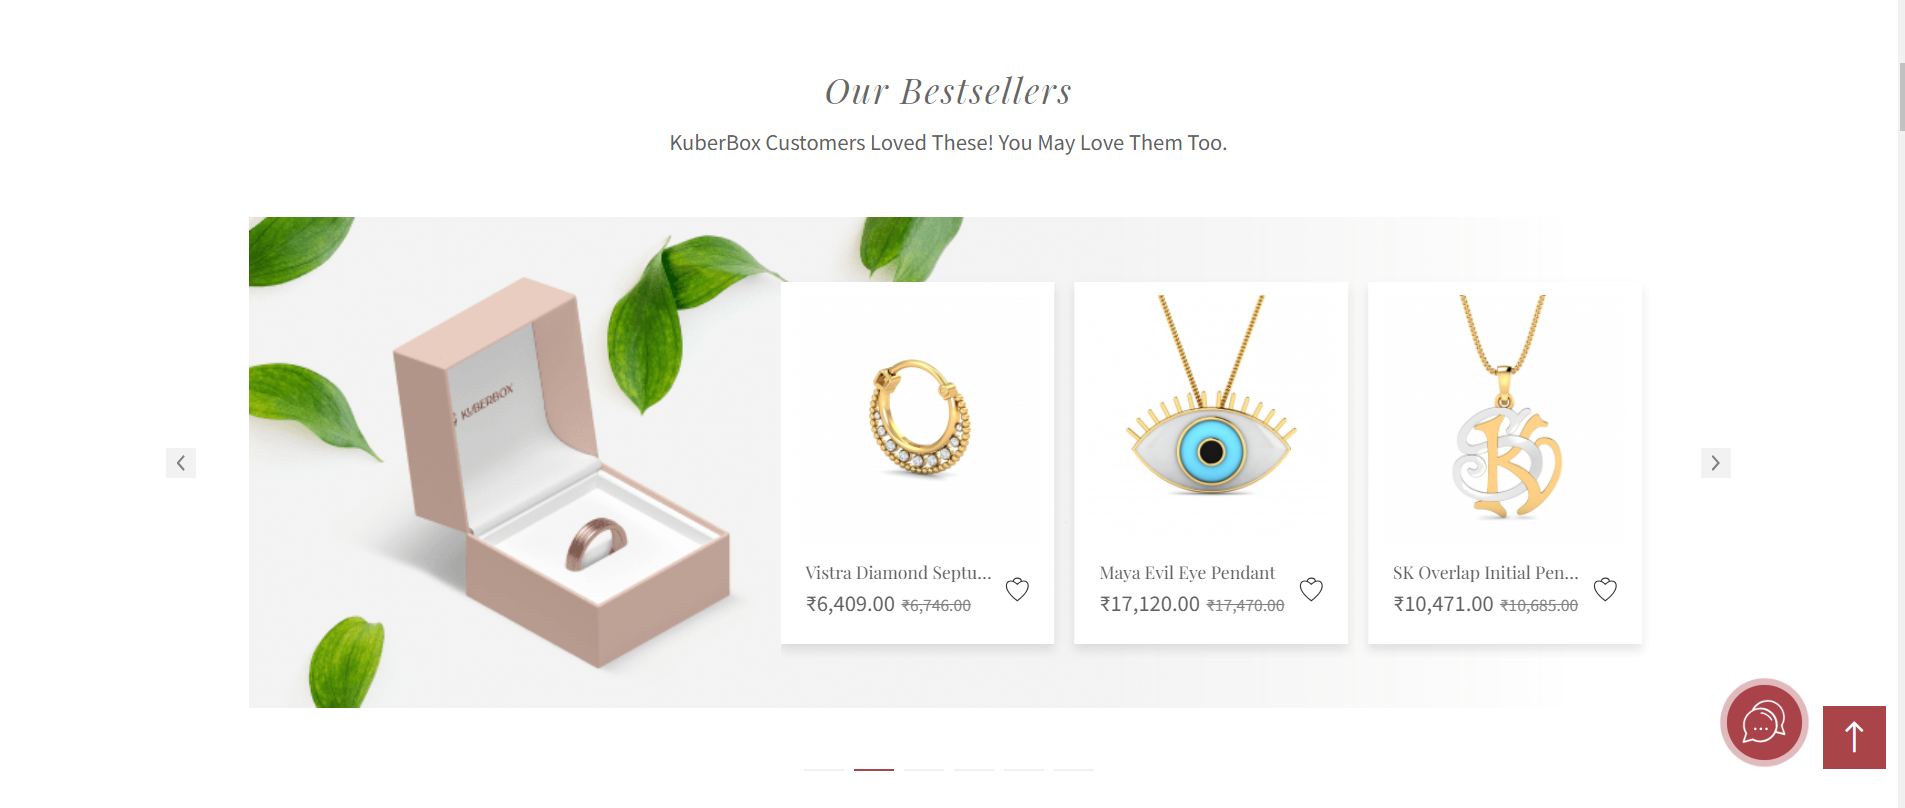 Our Bestsellers
KuberBox Customers Loved These! You May Love Them Too.
KUBERBOX
Vistra Diamond Septu...
₹6,409.00 ₹6,746.00
Maya Evil Eye Pendant
₹17,120.00 ₹17,470.00
SK Overlap Initial Pen...
₹10,471.00 ₹10,685.00